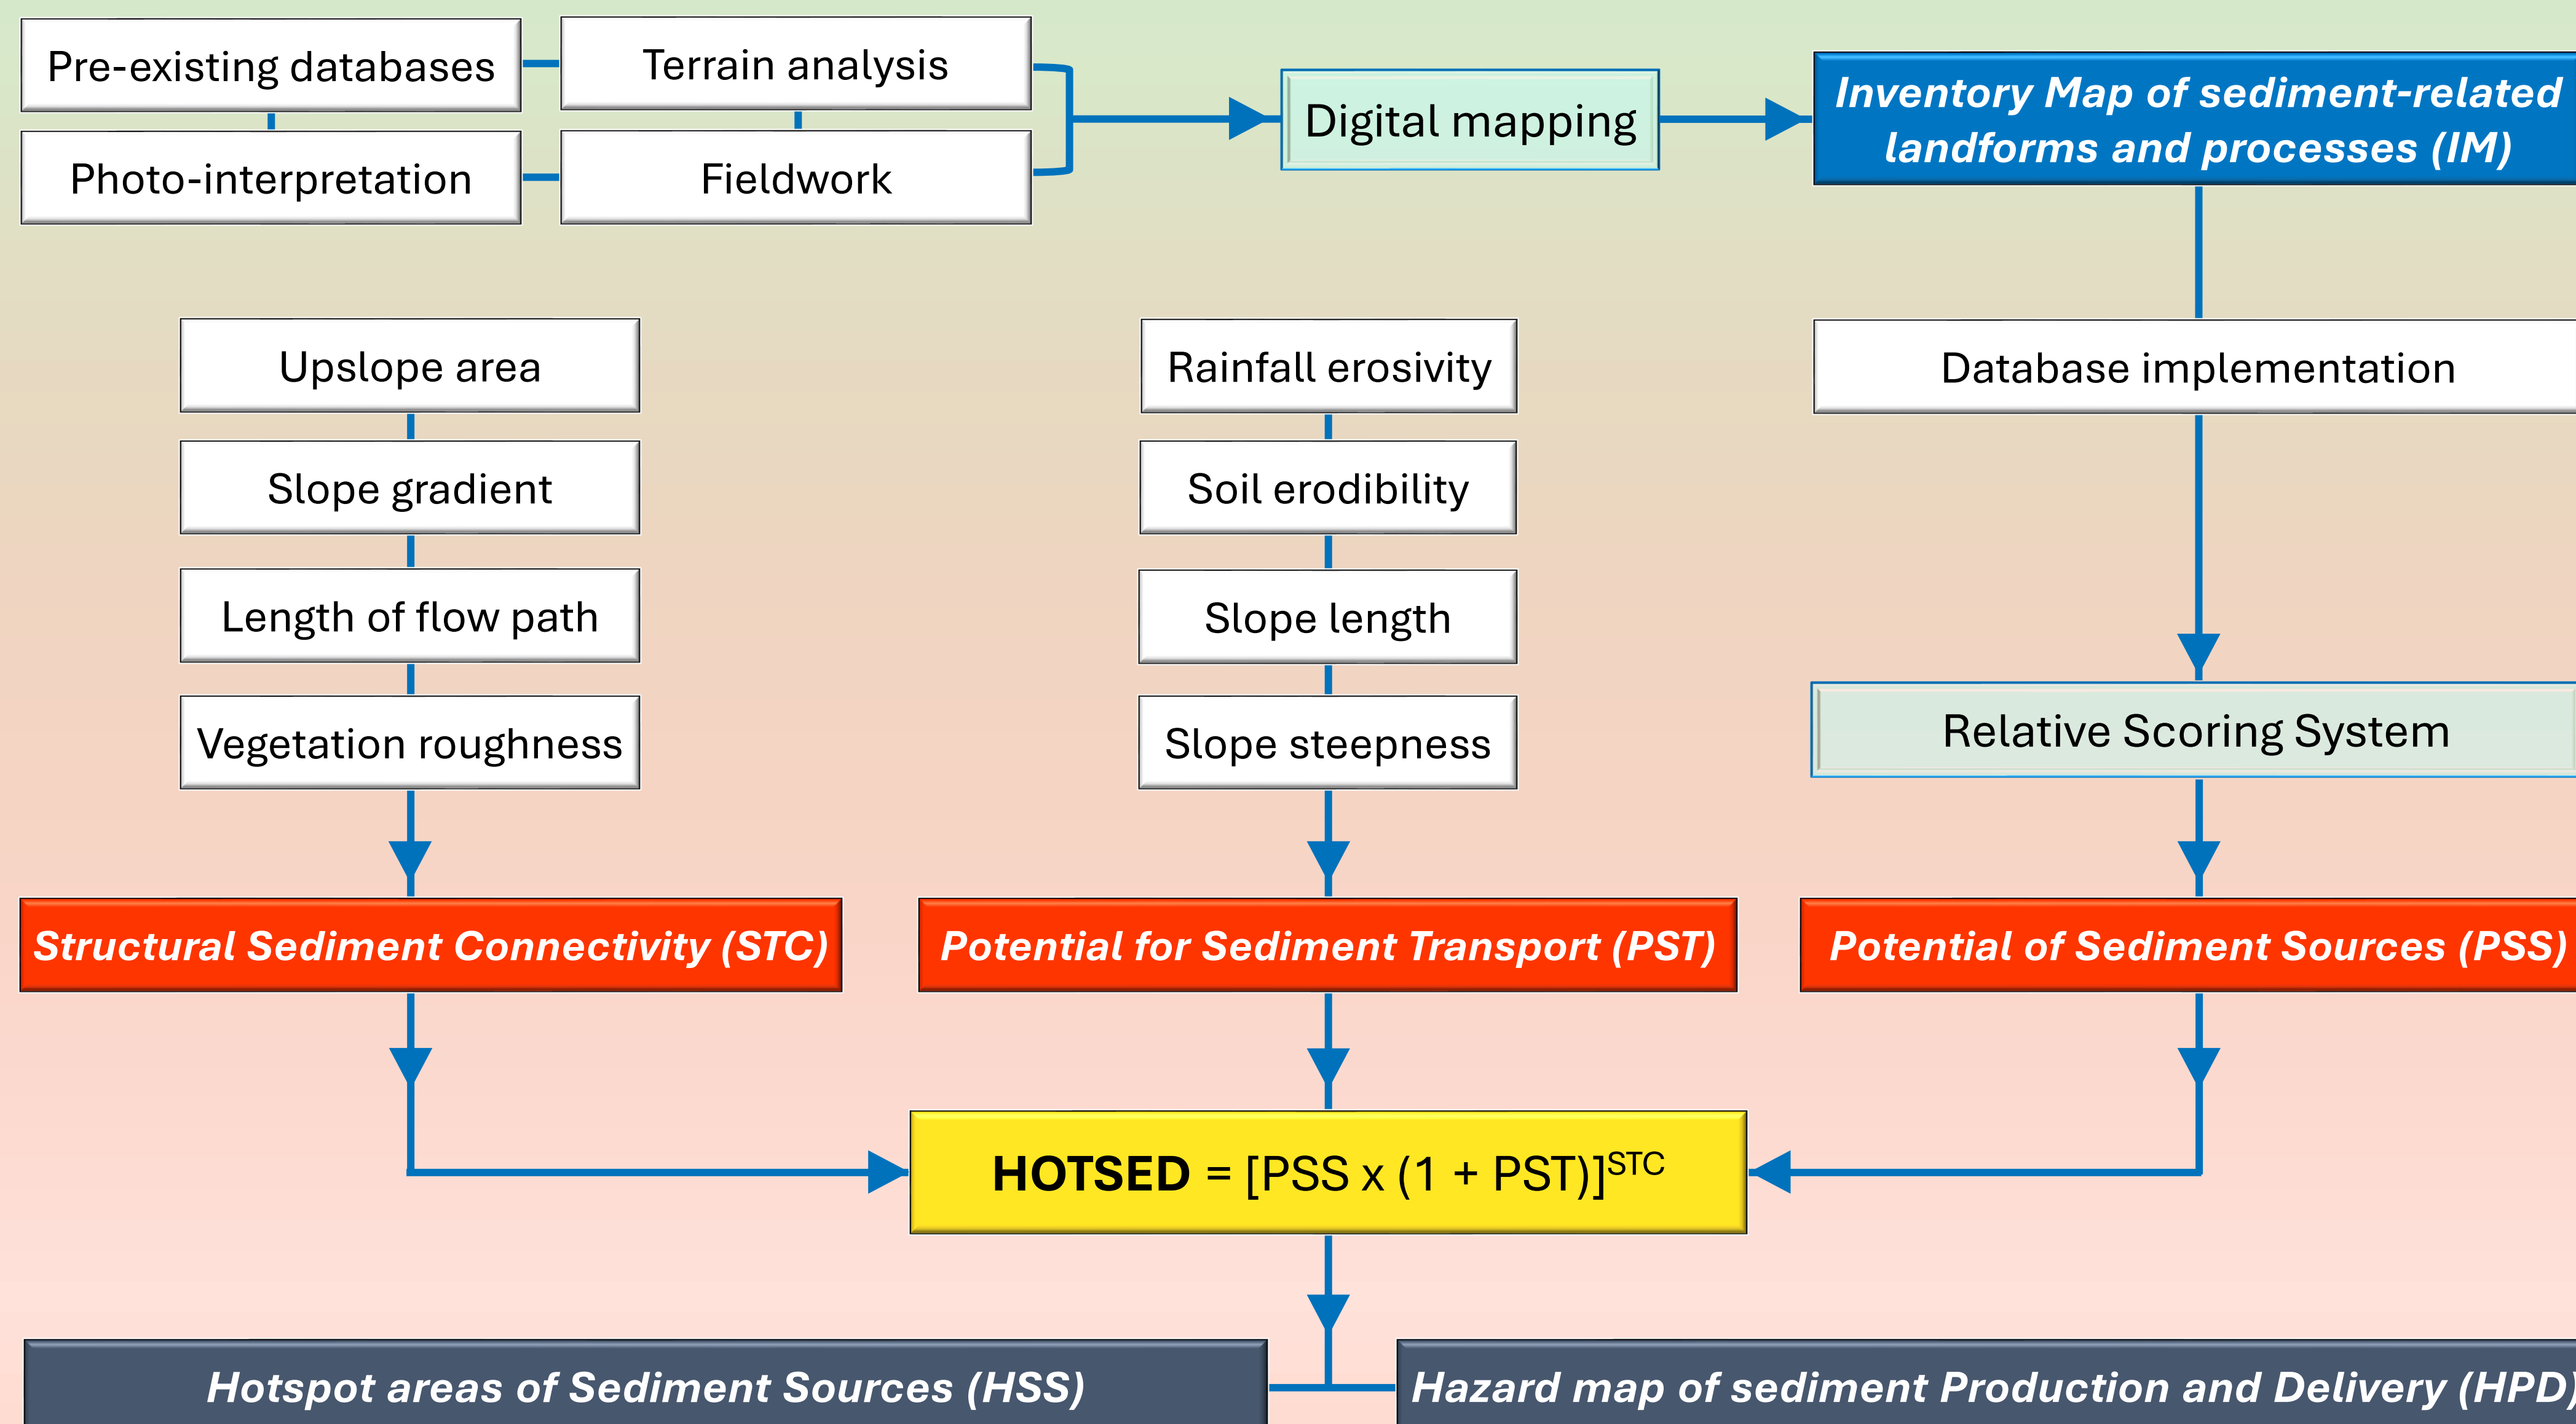 Pre-existing databases
Terrain analysis
Photo-interpretation
Fieldwork
Digital mapping
Inventory Map of sediment-related
landforms and processes (IM)
Upslope area
Slope gradient
Length of flow path
Vegetation roughness
Rainfall erosivity
Soil erodibility
Slope length
Slope steepness
Database implementation
Relative Scoring System
Structural Sediment Connectivity (STC)
Potential for Sediment Transport (PST)
Potential of Sediment Sources (PSS)
HOTSED = [PSS x (1 + PST)]^STC
Hotspot areas of Sediment Sources (HSS)
Hazard map of sediment Production and Delivery (HPD)